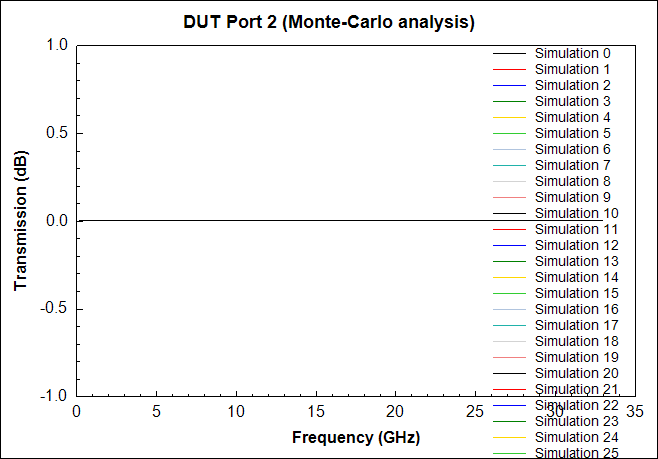 DUT Port 2 (Monte-Carlo analysis)
Transmission (dB)
1.0
0.5
0.0
-0.5
-1.0
0 5 10 15 20 25 30 35
Frequency (GHz)
Simulation 0
Simulation 1
Simulation 2
Simulation 3
Simulation 4
Simulation 5
Simulation 6
Simulation 7
Simulation 8
Simulation 9
Simulation 10
Simulation 11
Simulation 12
Simulation 13
Simulation 14
Simulation 15
Simulation 16
Simulation 17
Simulation 18
Simulation 19
Simulation 20
Simulation 21
Simulation 22
Simulation 23
Simulation 24
Simulation 25